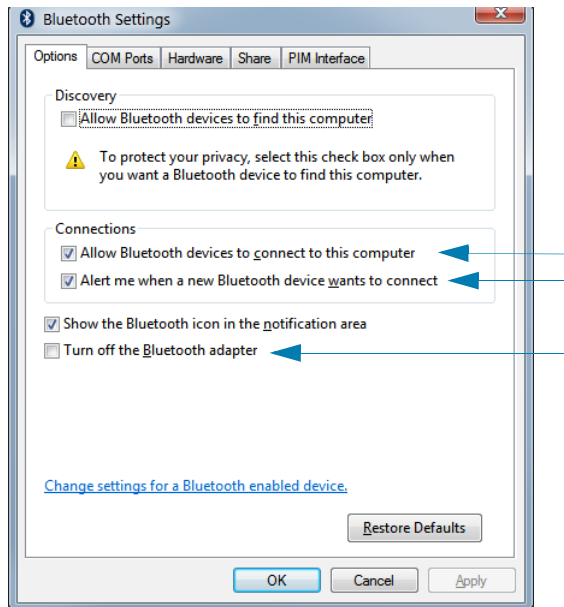 Bluetooth Settings
Options COM Ports Hardware Share PIM Interface
Discovery
Allow Bluetooth devices to find this computer
To protect your privacy, select this check box only when
you want a Bluetooth device to find this computer.
Connections
Allow Bluetooth devices to connect to this computer
Alert me when a new Bluetooth device wants to connect
Show the Bluetooth icon in the notification area
Turn off the Bluetooth adapter
Change settings for a Bluetooth enabled device.
Restore Defaults
OK Cancel Apply